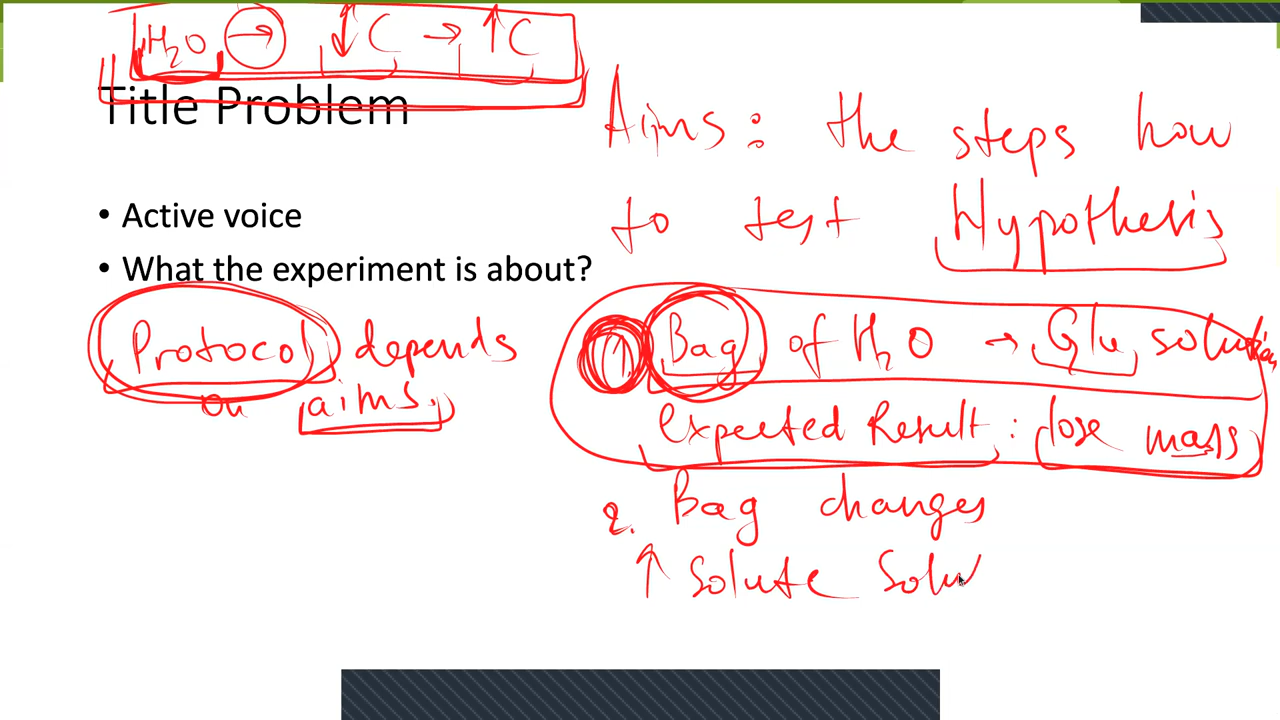 H₂O → ↓C → ↑C
Title Problem
• Active voice
• What the experiment is about?
Protocol depends
on aims.
Aims: the steps how
to test Hypothesis
↑ Bag of H₂O → Glu solution
Expected Result: lose mass
2. Bag changes
↑ Solute Solu